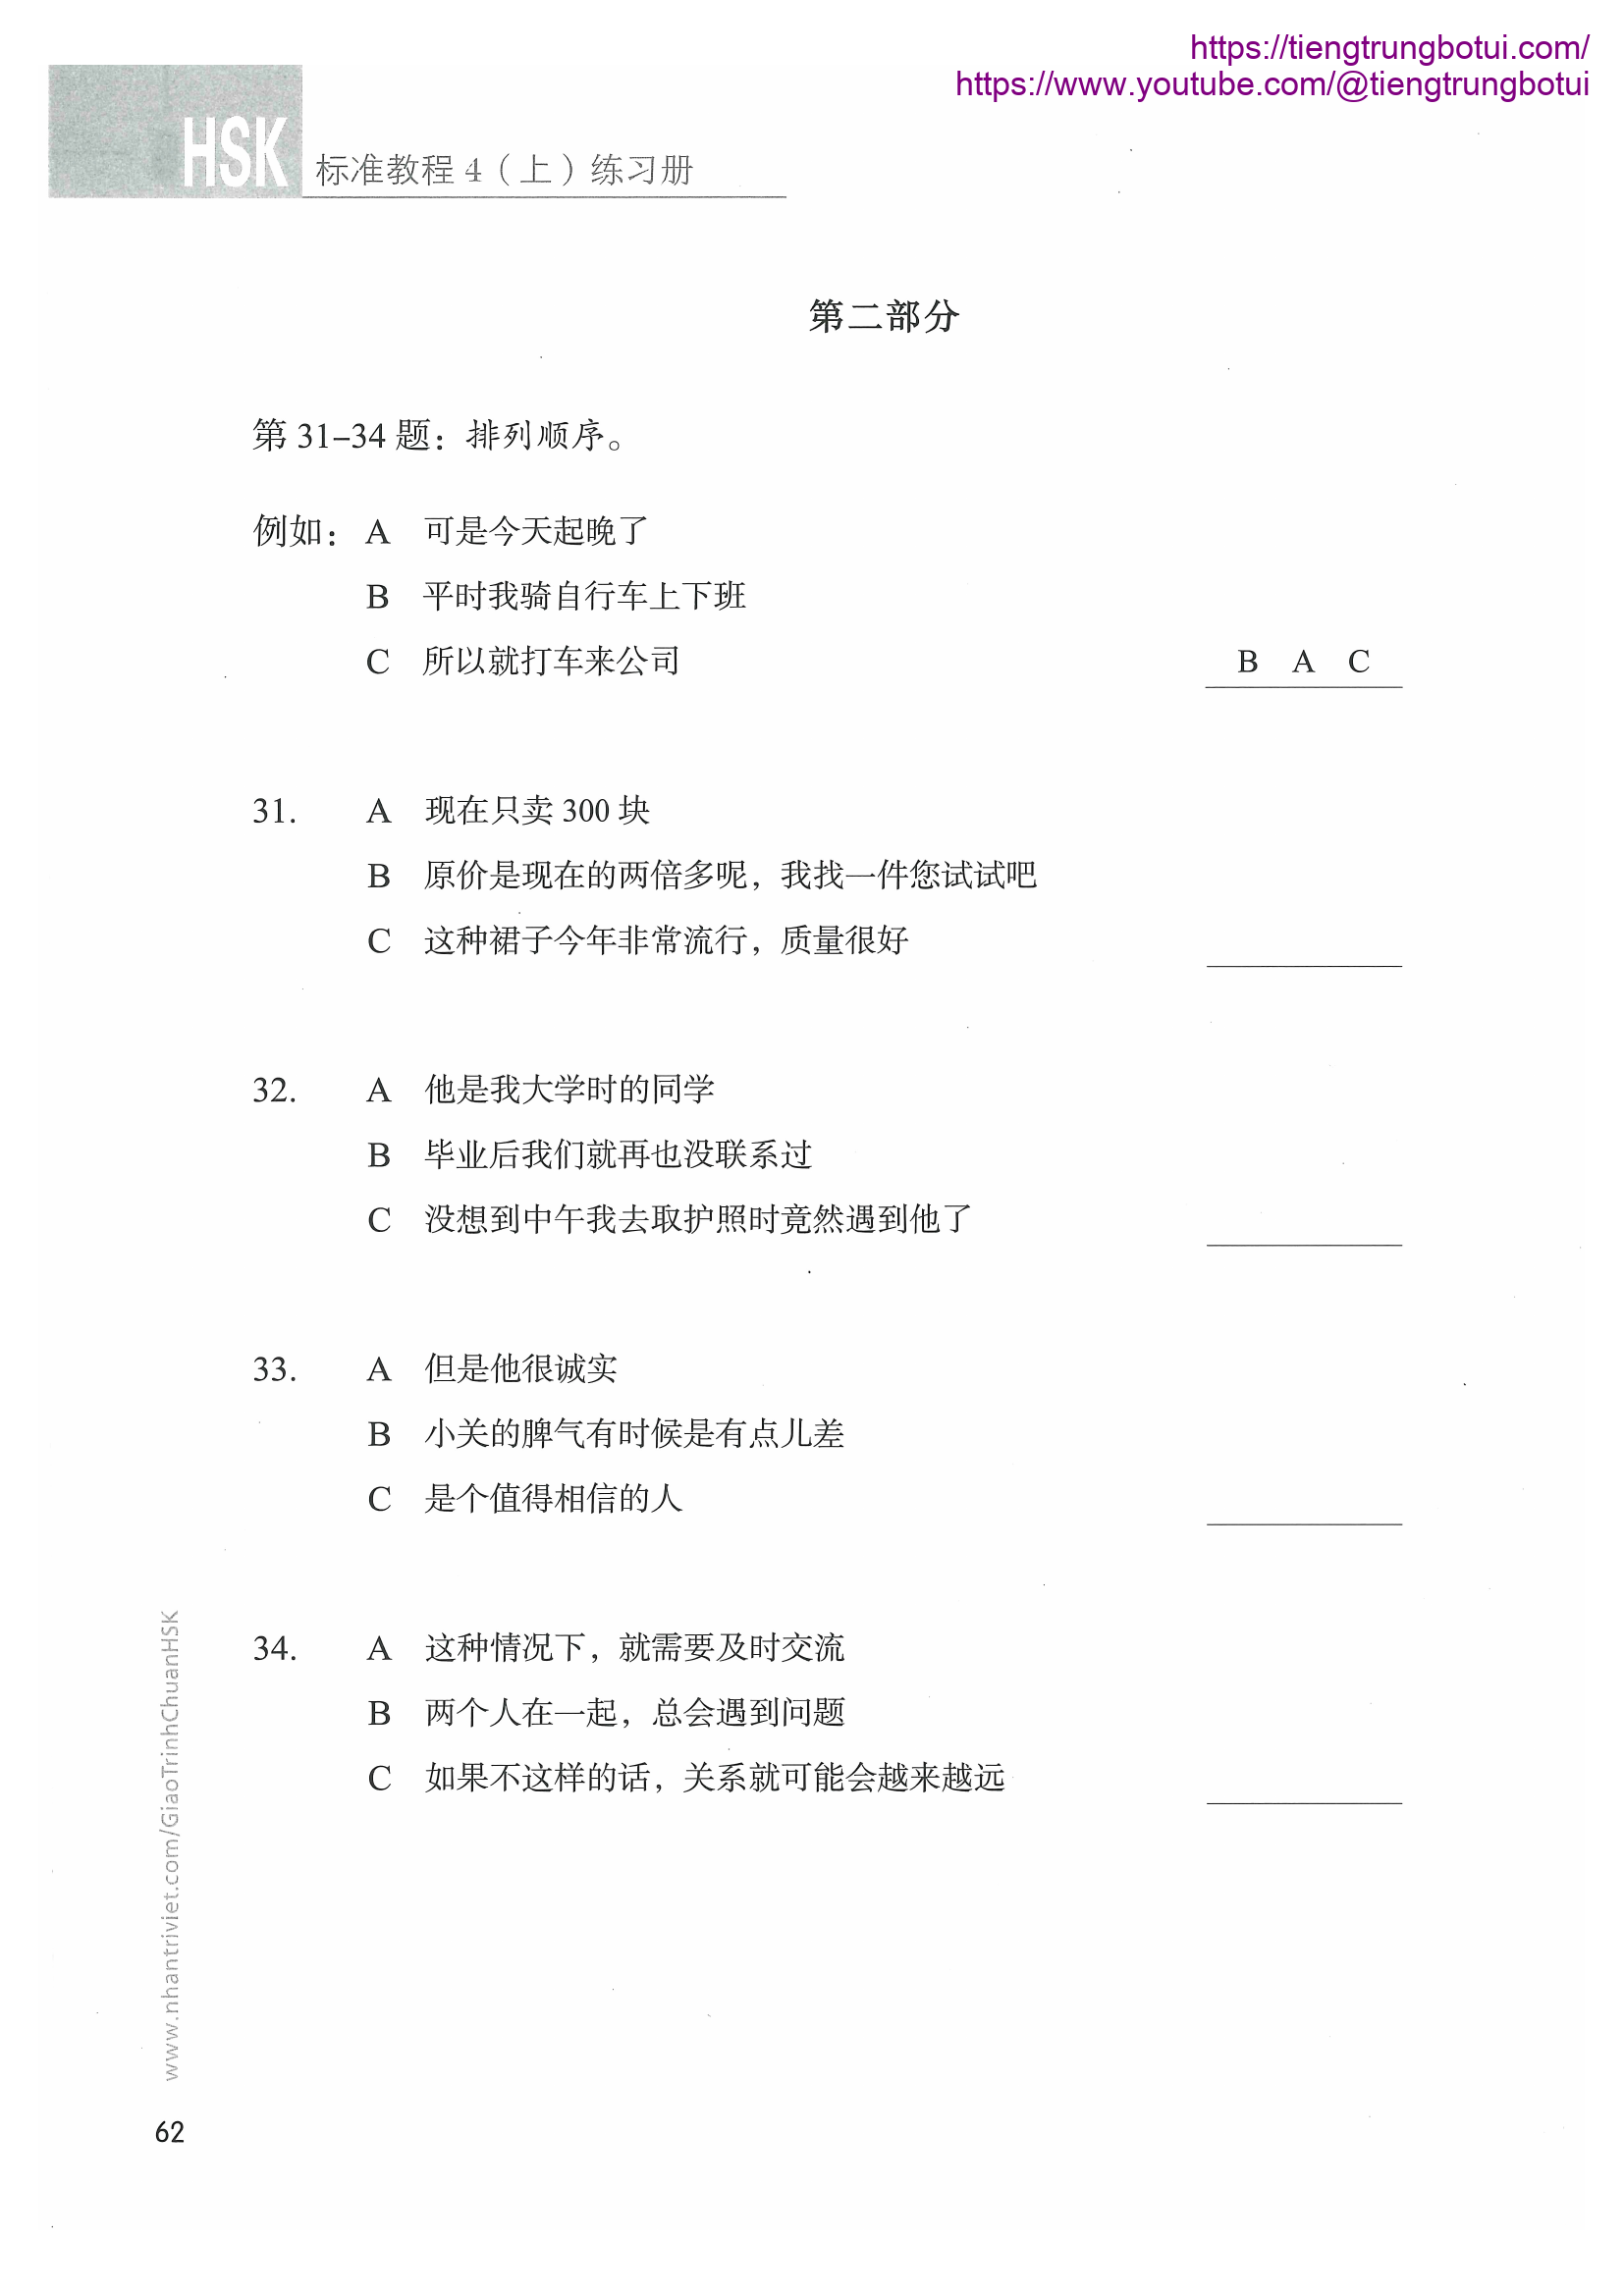 https://tiengtrungbotui.com/
https://www.youtube.com/@tiengtrungbotui
HSK 标准教程 4（上）练习册
第二部分
第 31–34 题：排列顺序。
例如： A 可是今天起晚了
B 平时我骑自行车上下班
C 所以就打车来公司 B A C
31. A 现在只卖 300 块
B 原价是现在的两倍多呢，我找一件您试试吧
C 这种裙子今年非常流行，质量很好
32. A 他是我大学时的同学
B 毕业后我们就再也没联系过
C 没想到中午我去取护照时竟然遇到他了
33. A 但是他很诚实
B 小关的脾气有时候是有点儿差
C 是个值得相信的人
34. A 这种情况下，就需要及时交流
B 两个人在一起，总会遇到问题
C 如果不这样的话，关系就可能会越来越远
www.nhantriviet.com/GiaoTrinhChuanHSK
62